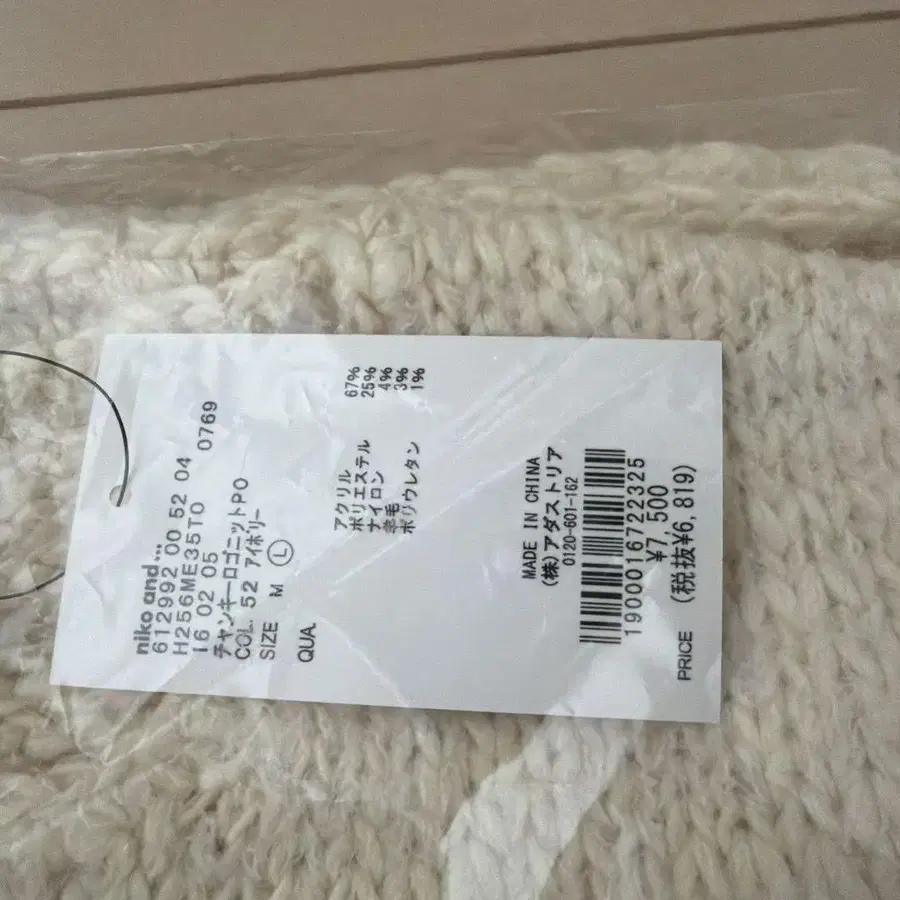 niko and...
612992 00 52 04
H256ME35T0 0769
16 02 05
チャンキーロゴニットPO
COL. 52 アイボリー
SIZE M Ⓛ
QUA.
アクリル 67%
ポリエステル 25%
ナイロン 4%
羊毛 3%
ポリウレタン 1%
MADE IN CHINA
(株)アダストリア
0120-601-162
1900016722325
PRICE ¥7,500
(税抜¥6,819)